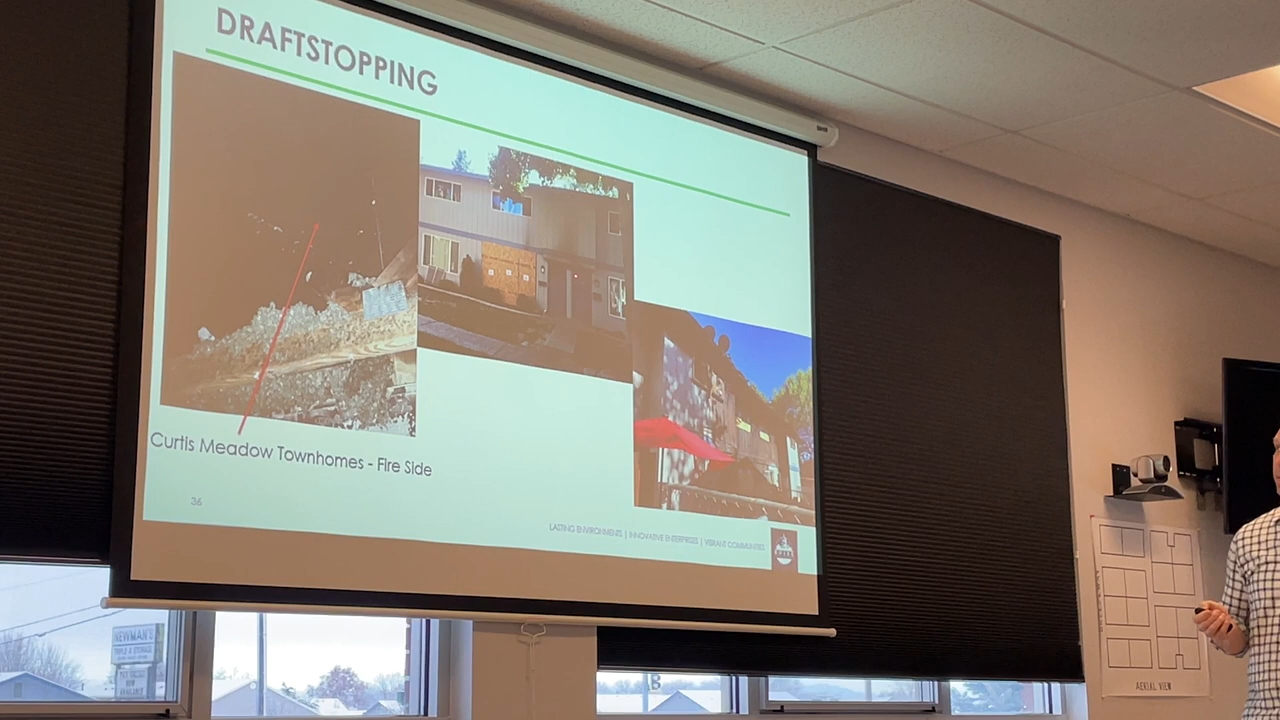 DRAFTSTOPPING
Curtis Meadow Townhomes - Fire Side
36
LASTING ENVIRONMENTS | INNOVATIVE ENTERPRISES | VIBRANT COMMUNITIES
NEWMAN'S
AERIAL VIEW